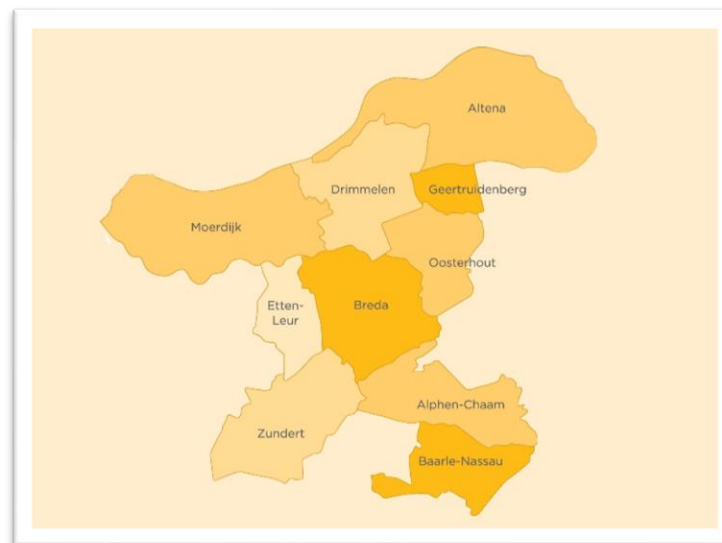 Altena
Drimmelen
Geertruidenberg
Moerdijk
Oosterhout
Etten-
Leur
Breda
Alphen-Chaam
Zundert
Baarle-Nassau